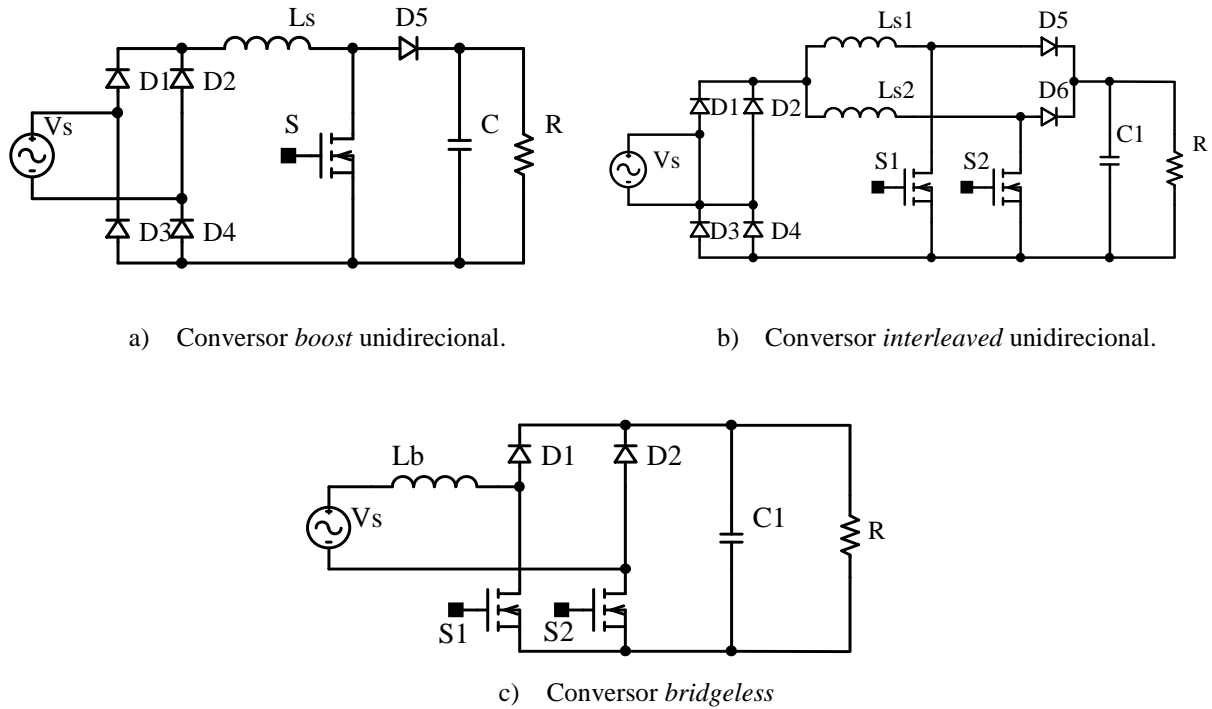 Ls
D5
D1
D2
Vs
S
C
R
D3
D4
a) Conversor boost unidirecional.
Ls1
D5
Ls2
D6
D1
D2
C1
Vs
S1
S2
R
D3
D4
b) Conversor interleaved unidirecional.
Lb
D1
D2
Vs
C1
R
S1
S2
c) Conversor bridgeless